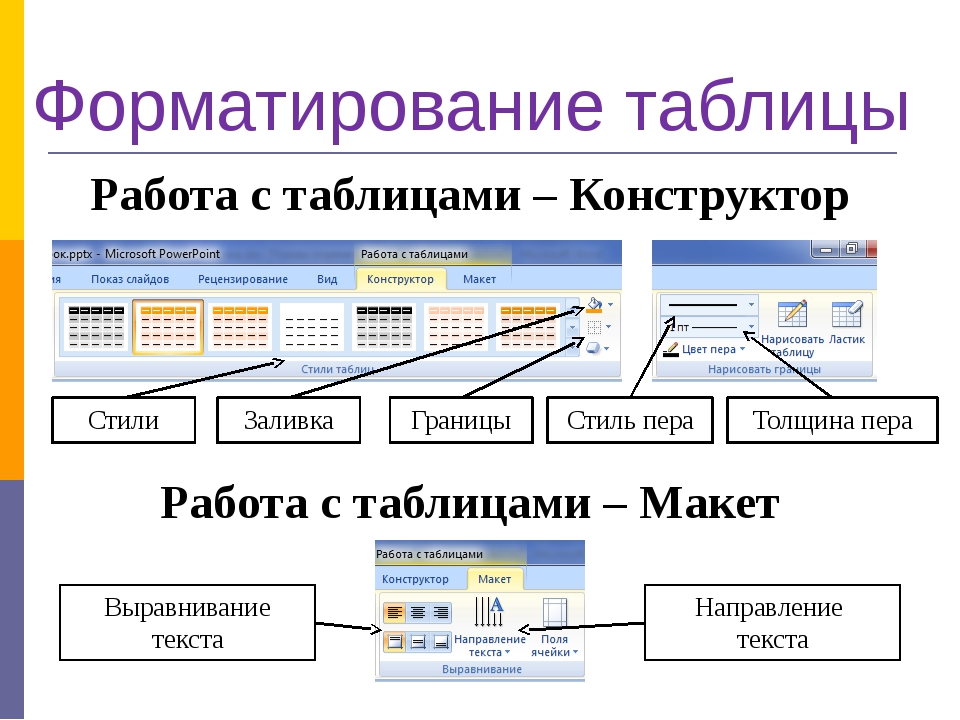 Форматирование таблицы
Работа с таблицами – Конструктор
ок.pptx - Microsoft PowerPoint
Работа с таблицами
ия Показ слайдов Рецензирование Вид Конструктор Макет
Стили таблиц
пт
Цвет пера
Нарисовать таблицу
Ластик
Нарисовать границы
Стили Заливка Границы Стиль пера Толщина пера
Работа с таблицами – Макет
Работа с таблицами
Конструктор Макет
Направление текста
Поля ячейки
Выравнивание
Выравнивание
текста
Направление
текста